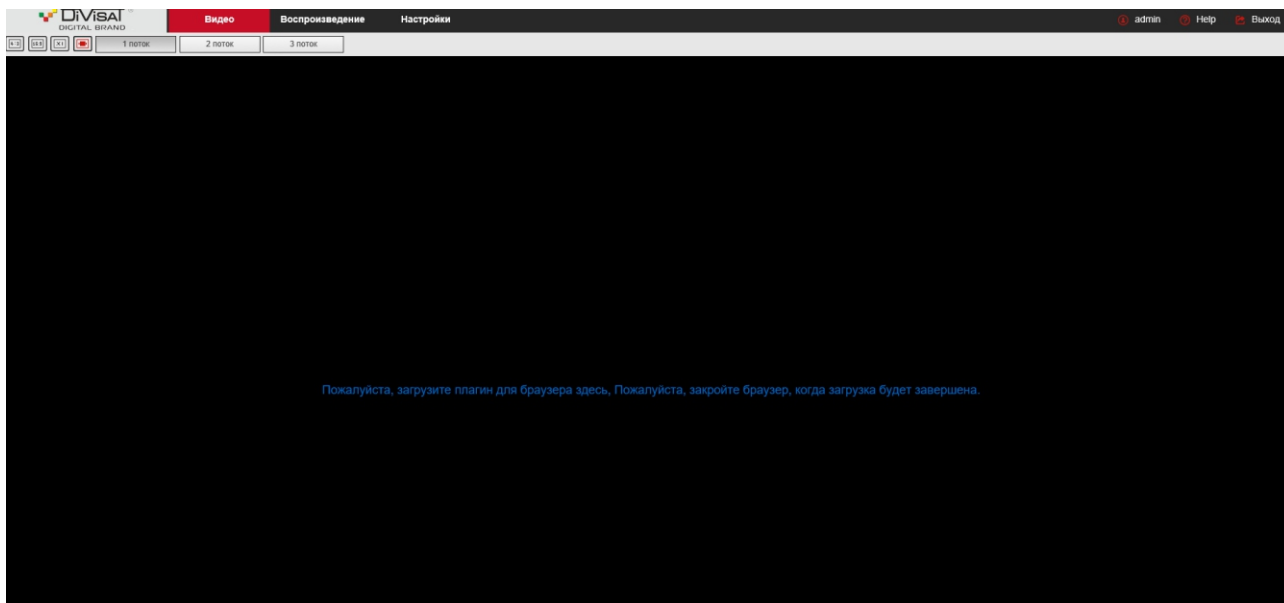 DiViSAT
DIGITAL BRAND
Видео
Воспроизведение
Настройки
admin
Help
Выход
1 поток
2 поток
3 поток
Пожалуйста, загрузите плагин для браузера здесь, Пожалуйста, закройте браузер, когда загрузка будет завершена.